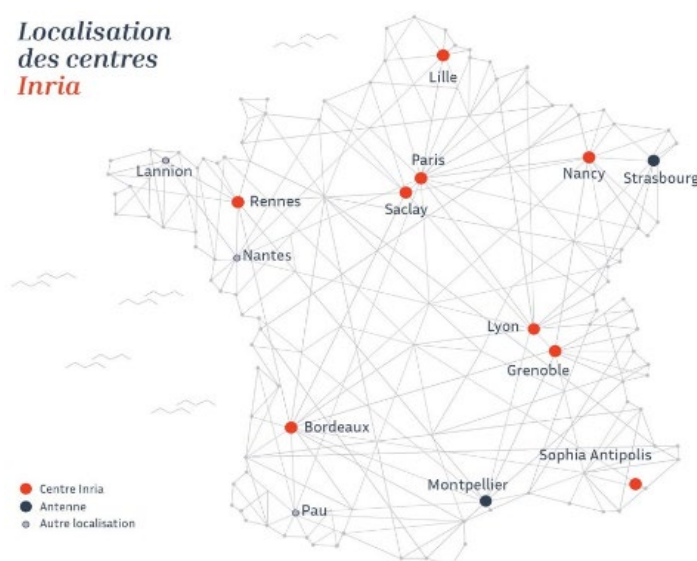 Localisation
des centres
Inria
Lille
Paris
Lannion
Nancy
Strasbourg
Rennes
Saclay
Nantes
Lyon
Grenoble
Bordeaux
Sophia Antipolis
Montpellier
Pau
Centre Inria
Antenne
Autre localisation